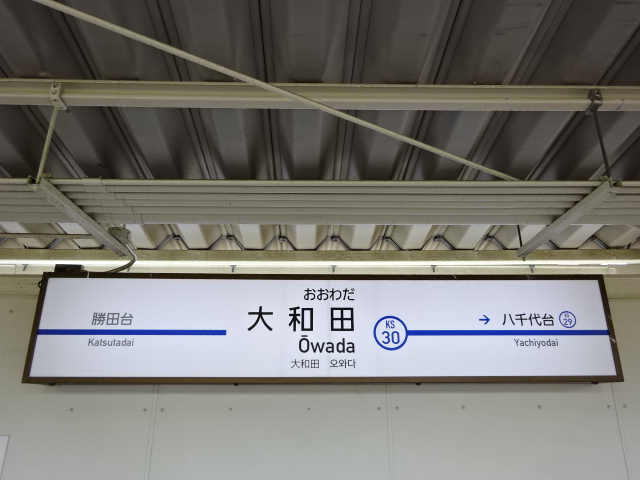 勝田台
Katsutadai
おおわだ
大和田
Ōwada
大和田 오와다
KS
30
→ 八千代台
KS
29
Yachiyodai